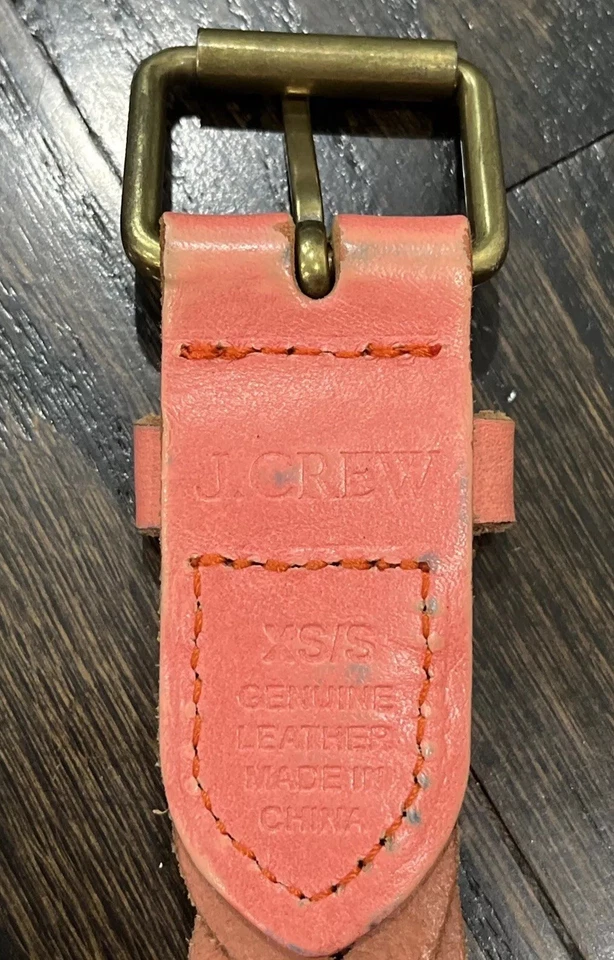 J.CREW
XS/S
GENUINE
LEATHER
MADE IN
CHINA